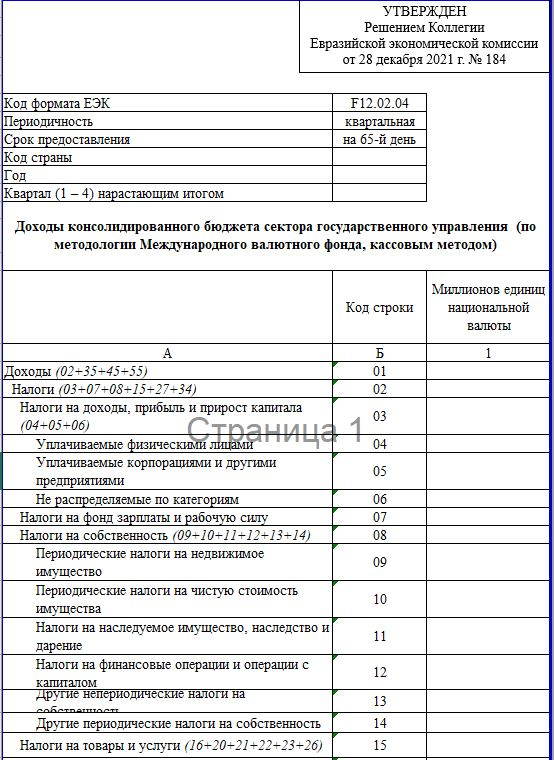 УТВЕРЖДЕН
Решением Коллегии
Евразийской экономической комиссии
от 28 декабря 2021 г. № 184
Код формата ЕЭК F12.02.04
Периодичность квартальная
Срок предоставления на 65-й день
Код страны
Год
Квартал (1 – 4) нарастающим итогом
Доходы консолидированного бюджета сектора государственного управления (по
методологии Международного валютного фонда, кассовым методом)
Код строки
Миллионов единиц
национальной
валюты
А Б 1
Доходы (02+35+45+55) 01
Налоги (03+07+08+15+27+34) 02
Налоги на доходы, прибыль и прирост капитала
(04+05+06) 03
Страница 1
Уплачиваемые физическими лицами 04
Уплачиваемые корпорациями и другими
предприятиями 05
Не распределяемые по категориям 06
Налоги на фонд зарплаты и рабочую силу 07
Налоги на собственность (09+10+11+12+13+14) 08
Периодические налоги на недвижимое
имущество 09
Периодические налоги на чистую стоимость
имущества 10
Налоги на наследуемое имущество, наследство и
дарение 11
Налоги на финансовые операции и операции с
капиталом 12
Другие непериодические налоги на
собственность 13
Другие периодические налоги на собственность 14
Налоги на товары и услуги (16+20+21+22+23+26) 15